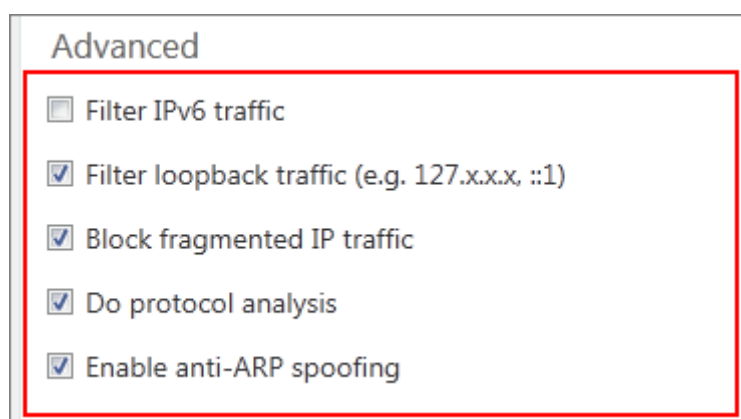 Advanced
Filter IPv6 traffic
Filter loopback traffic (e.g. 127.x.x.x, ::1)
Block fragmented IP traffic
Do protocol analysis
Enable anti-ARP spoofing